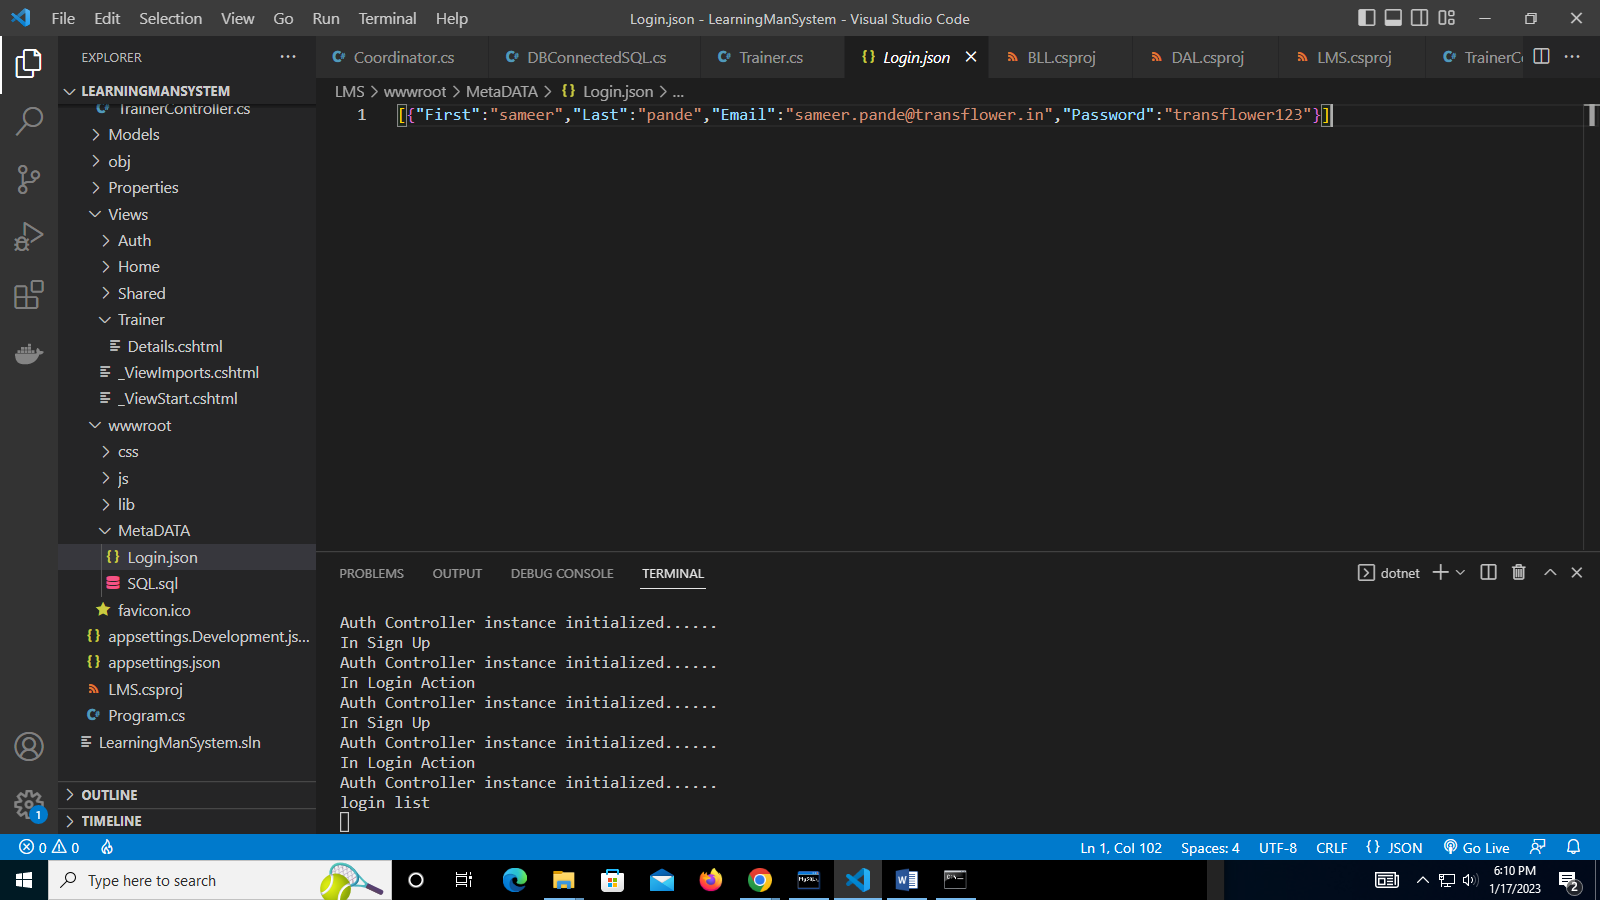 File Edit Selection View Go Run Terminal Help
Login.json - LearningManSystem - Visual Studio Code
EXPLORER
Coordinator.cs DBConnectedSQL.cs Trainer.cs Login.json BLL.csproj DAL.csproj LMS.csproj TrainerCo
LEARNINGMANSYSTEM
LMS > wwwroot > MetaDATA > {} Login.json > ...
1 [{"First":"sameer","Last":"pande","Email":"sameer.pande@transflower.in","Password":"transflower123"}]
TrainerController.cs
Models
obj
Properties
Views
Auth
Home
Shared
Trainer
Details.cshtml
_ViewImports.cshtml
_ViewStart.cshtml
wwwroot
css
js
lib
MetaDATA
{} Login.json
SQL.sql
favicon.ico
{} appsettings.Development.js...
{} appsettings.json
LMS.csproj
Program.cs
LearningManSystem.sln
OUTLINE
TIMELINE
PROBLEMS OUTPUT DEBUG CONSOLE TERMINAL
dotnet
Auth Controller instance initialized......
In Sign Up
Auth Controller instance initialized......
In Login Action
Auth Controller instance initialized......
In Sign Up
Auth Controller instance initialized......
In Login Action
Auth Controller instance initialized......
login list
1
0 0
Ln 1, Col 102 Spaces: 4 UTF-8 CRLF {} JSON Go Live
Type here to search
6:10 PM
1/17/2023
2